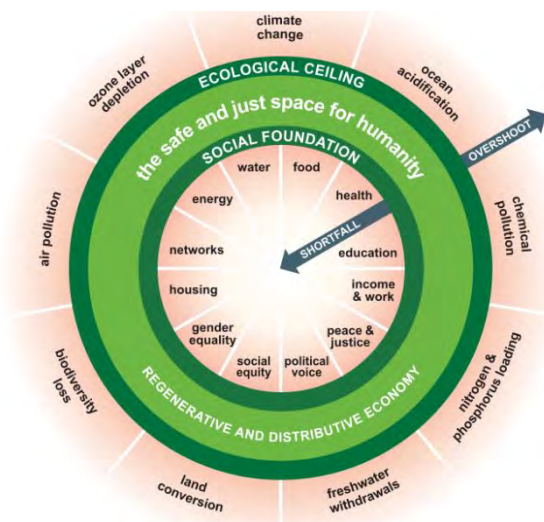 climate
change
ozone layer
depletion
ocean
acidification
ECOLOGICAL CEILING
the safe and just space for humanity
OVERSHOOT
SOCIAL FOUNDATION
water
food
energy
health
air pollution
chemical
pollution
networks
SHORTFALL
education
housing
income
& work
gender
equality
peace &
justice
social
equity
political
voice
biodiversity
loss
nitrogen &
phosphorus loading
REGENERATIVE AND DISTRIBUTIVE ECONOMY
land
conversion
freshwater
withdrawals